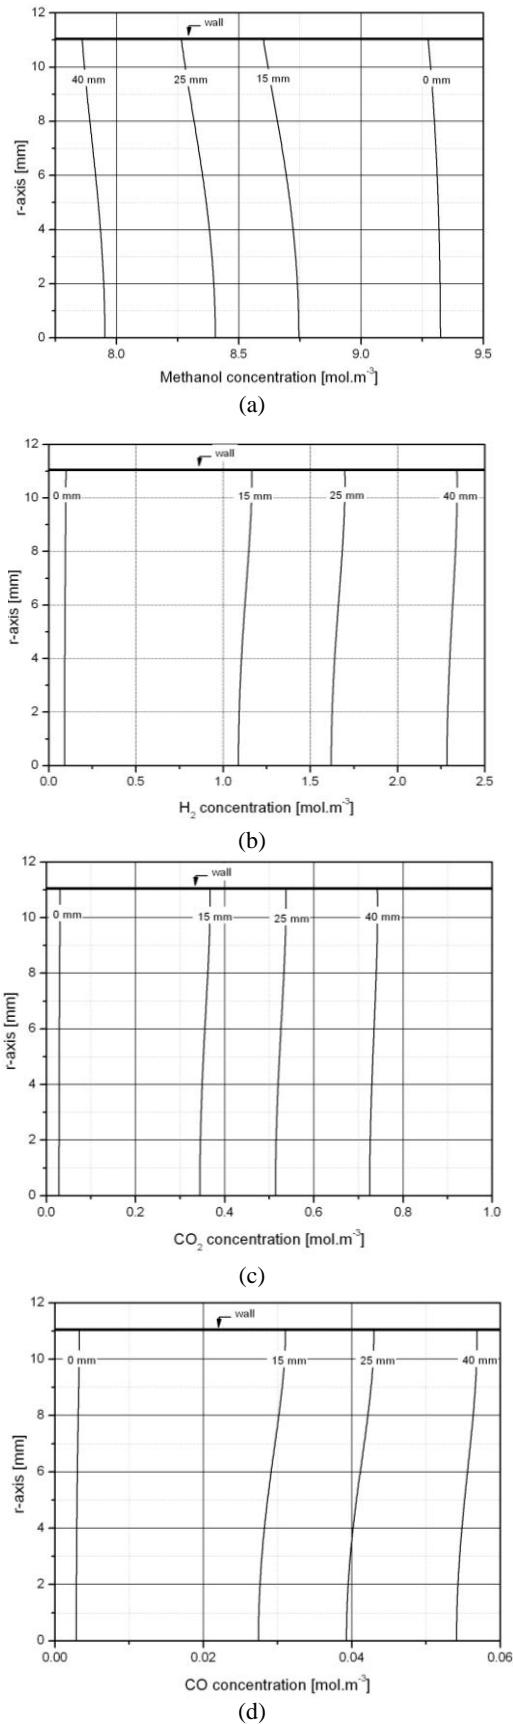 12
wall
10
40 mm
25 mm
15 mm
0 mm
8
6
4
2
0
r-axis [mm]
8.0
8.5
9.0
9.5
Methanol concentration [mol.m⁻³]
(a)
12
wall
10
0 mm
15 mm
25 mm
40 mm
8
6
4
2
0
r-axis [mm]
0.0
0.5
1.0
1.5
2.0
2.5
H₂ concentration [mol.m⁻³]
(b)
12
wall
10
0 mm
15 mm
25 mm
40 mm
8
6
4
2
0
r-axis [mm]
0.0
0.2
0.4
0.6
0.8
1.0
CO₂ concentration [mol.m⁻³]
(c)
12
wall
10
0 mm
15 mm
25 mm
40 mm
8
6
4
2
0
r-axis [mm]
0.00
0.02
0.04
0.06
CO concentration [mol.m⁻³]
(d)